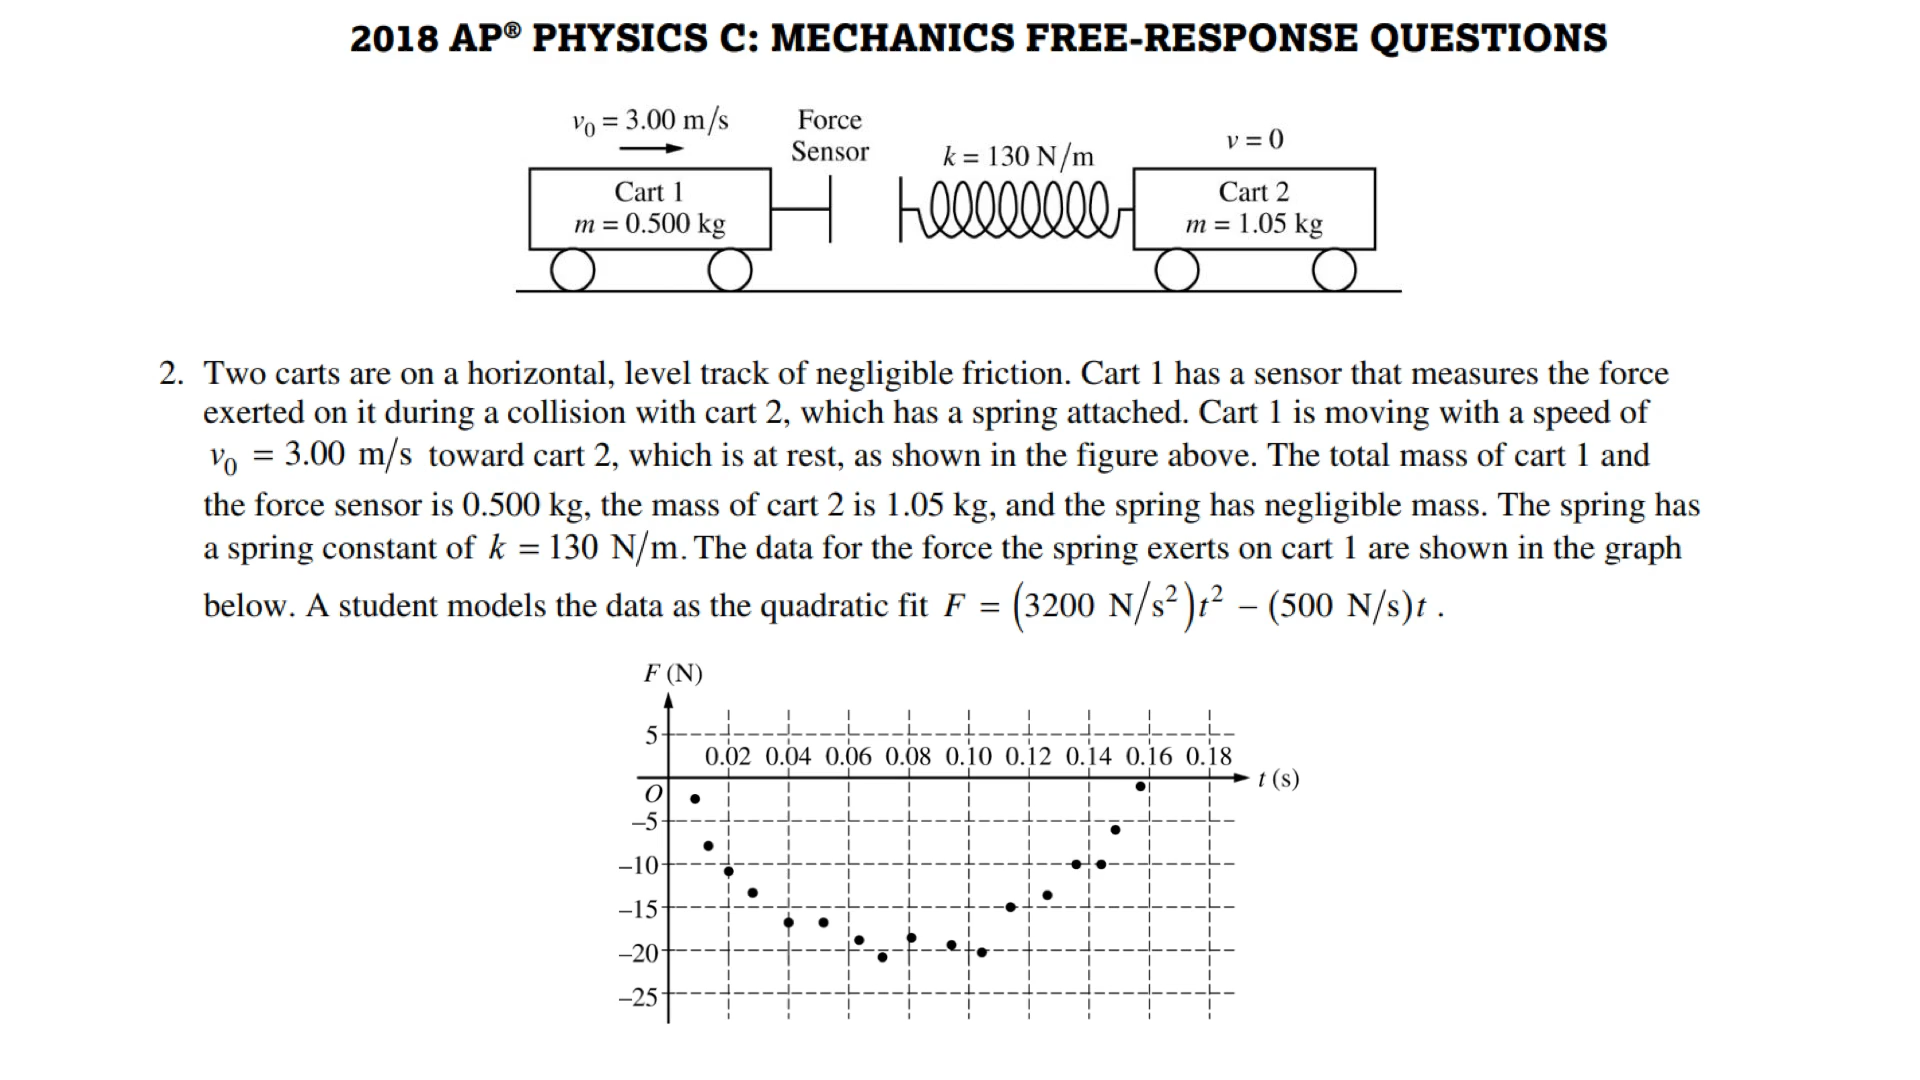 2018 AP® PHYSICS C: MECHANICS FREE-RESPONSE QUESTIONS
v₀ = 3.00 m/s
Force
Sensor
k = 130 N/m
v = 0
Cart 1
m = 0.500 kg
Cart 2
m = 1.05 kg
2. Two carts are on a horizontal, level track of negligible friction. Cart 1 has a sensor that measures the force
exerted on it during a collision with cart 2, which has a spring attached. Cart 1 is moving with a speed of
v₀ = 3.00 m/s toward cart 2, which is at rest, as shown in the figure above. The total mass of cart 1 and
the force sensor is 0.500 kg, the mass of cart 2 is 1.05 kg, and the spring has negligible mass. The spring has
a spring constant of k = 130 N/m. The data for the force the spring exerts on cart 1 are shown in the graph
below. A student models the data as the quadratic fit F = (3200 N/s²)t² – (500 N/s)t .
F (N)
5
0.02 0.04 0.06 0.08 0.10 0.12 0.14 0.16 0.18
t (s)
O
–5
–10
–15
–20
–25